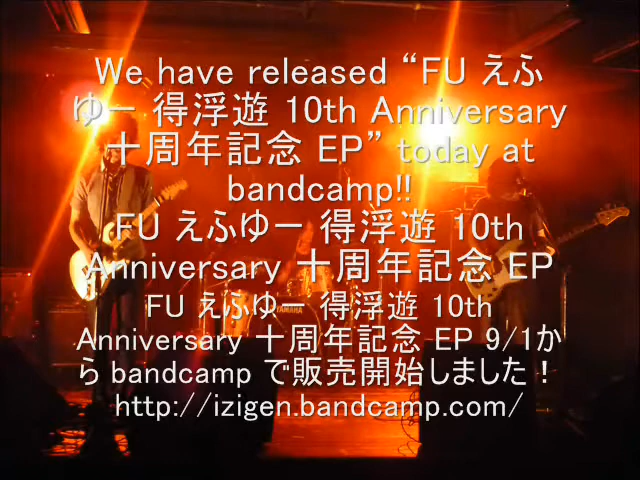 We have released “FU えふ
ゆー 得浮遊 10th Anniversary
十周年記念 EP” today at
bandcamp!!
FU えふゆー 得浮遊 10th
Anniversary 十周年記念 EP
FU えふゆー 得浮遊 10th
Anniversary 十周年記念 EP 9/1か
ら bandcamp で販売開始しました！
http://izigen.bandcamp.com/
YAMAHA